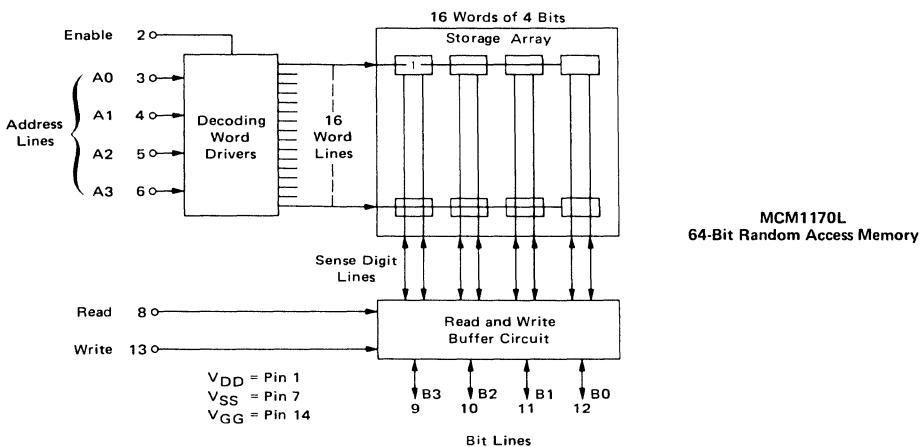 16 Words of 4 Bits
Storage Array
Enable 2
1
A0 3
A1 4
A2 5
A3 6
Address
Lines
Decoding
Word
Drivers
16
Word
Lines
MCM1170L
64-Bit Random Access Memory
Sense Digit
Lines
Read 8
Write 13
Read and Write
Buffer Circuit
VDD = Pin 1
VSS = Pin 7
VGG = Pin 14
B3 B2 B1 B0
9 10 11 12
Bit Lines